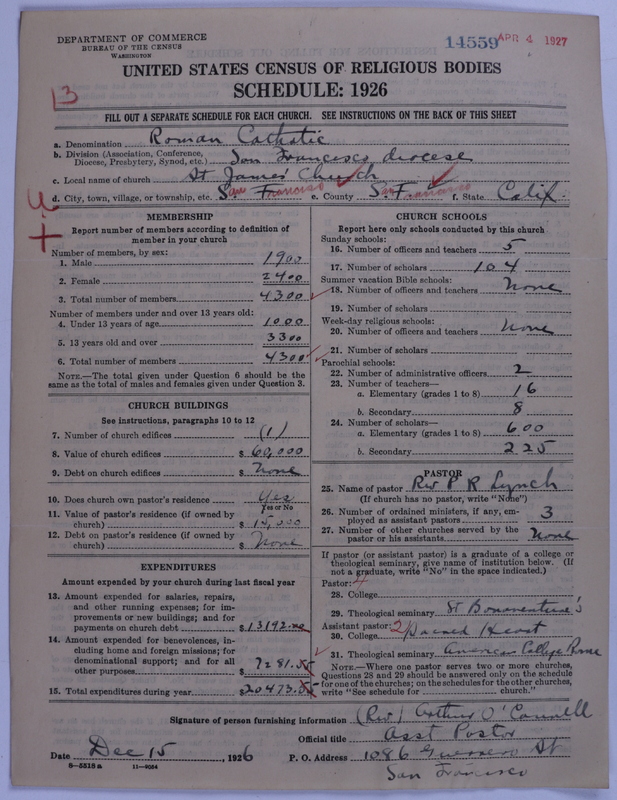 DEPARTMENT OF COMMERCE
BUREAU OF THE CENSUS
WASHINGTON
14559 APR 4 1927
UNITED STATES CENSUS OF RELIGIOUS BODIES
SCHEDULE: 1926
13
FILL OUT A SEPARATE SCHEDULE FOR EACH CHURCH. SEE INSTRUCTIONS ON THE BACK OF THIS SHEET
a. Denomination Roman Catholic
b. Division (Association, Conference, Diocese, Presbytery, Synod, etc.) San Francisco diocese
c. Local name of church St James Church
d. City, town, village, or township, etc. S. San Francisco e. County S. F. San Francisco f. State Calif
MEMBERSHIP
Report number of members according to definition of
member in your church
Number of members, by sex:
1. Male 1900
2. Female 2400
3. Total number of members 4300
Number of members under and over 13 years old:
4. Under 13 years of age 1000
5. 13 years old and over 3300
6. Total number of members 4300
NOTE.—The total given under Question 6 should be
same as the total of males and females given under Question 3.
CHURCH BUILDINGS
See instructions, paragraphs 10 to 12
7. Number of church edifices (1)
8. Value of church edifices $ 60,000
9. Debt on church edifices $ None
10. Does church own pastor's residence Yes
Yes or No
11. Value of pastor's residence (if owned by
church) $ 15,000
12. Debt on pastor's residence (if owned by
church) $ None
EXPENDITURES
Amount expended by your church during last fiscal year
13. Amount expended for salaries, repairs,
and other running expenses; for im-
provements or new buildings; and for
payments on church debt $ 13192.00
14. Amount expended for benevolences, in-
cluding home and foreign missions; for
denominational support; and for all
other purposes $ 7281.55
15. Total expenditures during year $ 20473.55
CHURCH SCHOOLS
Report here only schools conducted by this church
Sunday schools:
16. Number of officers and teachers 5
17. Number of scholars 104
Summer vacation Bible schools:
18. Number of officers and teachers None
19. Number of scholars
Week-day religious schools:
20. Number of officers and teachers None
21. Number of scholars
Parochial schools:
22. Number of administrative officers 2
23. Number of teachers—
a. Elementary (grades 1 to 8) 16
b. Secondary 8
24. Number of scholars—
a. Elementary (grades 1 to 8) 600
b. Secondary 225
PASTOR
25. Name of pastor Rev P R Lynch
(If church has no pastor, write "None")
26. Number of ordained ministers, if any, em-
ployed as assistant pastors 3
27. Number of other churches served by the
pastor or his assistants None
If pastor (or assistant pastor) is a graduate of a college or
theological seminary, give name of institution below. (If
not a graduate, write "No" in the space indicated.)
Pastor:
28. College
29. Theological seminary St Bonaventure's
Assistant pastor: 2
30. College Sacred Heart
31. Theological seminary American College Rome
NOTE.—Where one pastor serves two or more churches,
Questions 28 and 29 should be answered only on the schedule
for one of the churches; on the schedules for the other churches,
write "See schedule for church."
Signature of person furnishing information (Rev) Arthur O'Connell
Official title Asst Pastor
Date Dec 15, 1926 P. O. Address 1086 Guerrero St
San Francisco
8—5518 a 11—9054